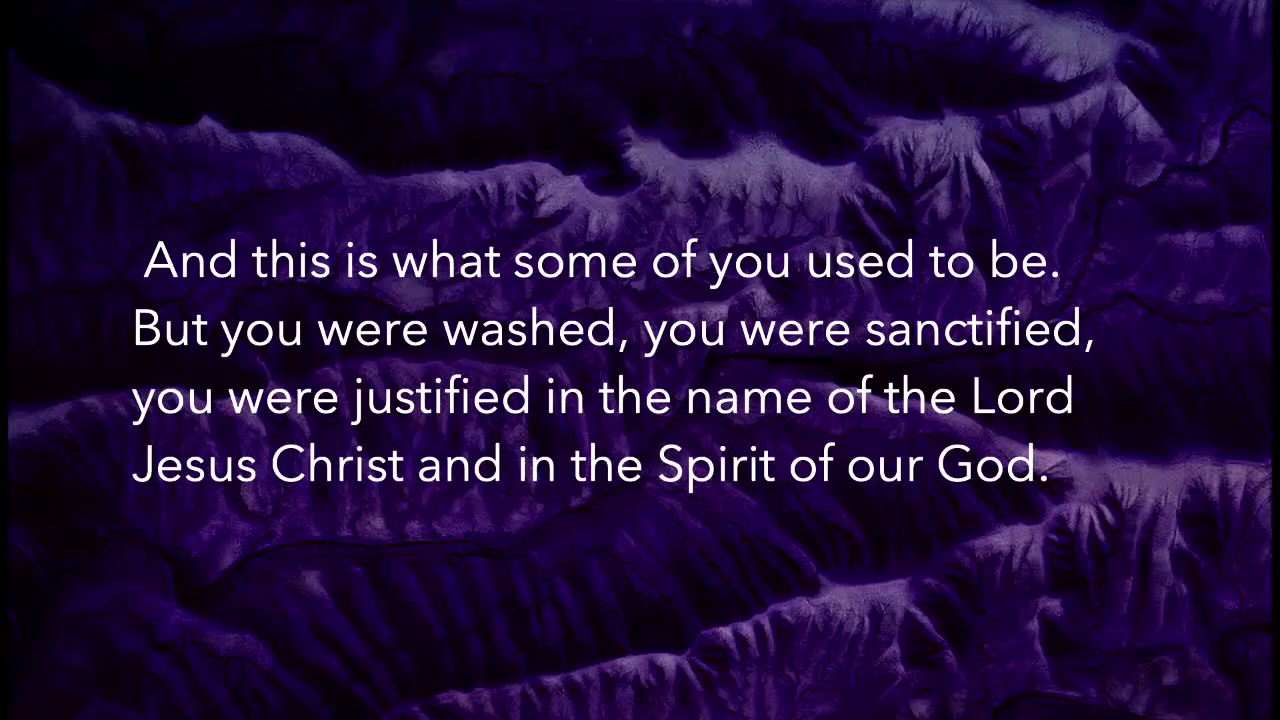 And this is what some of you used to be.
But you were washed, you were sanctified,
you were justified in the name of the Lord
Jesus Christ and in the Spirit of our God.